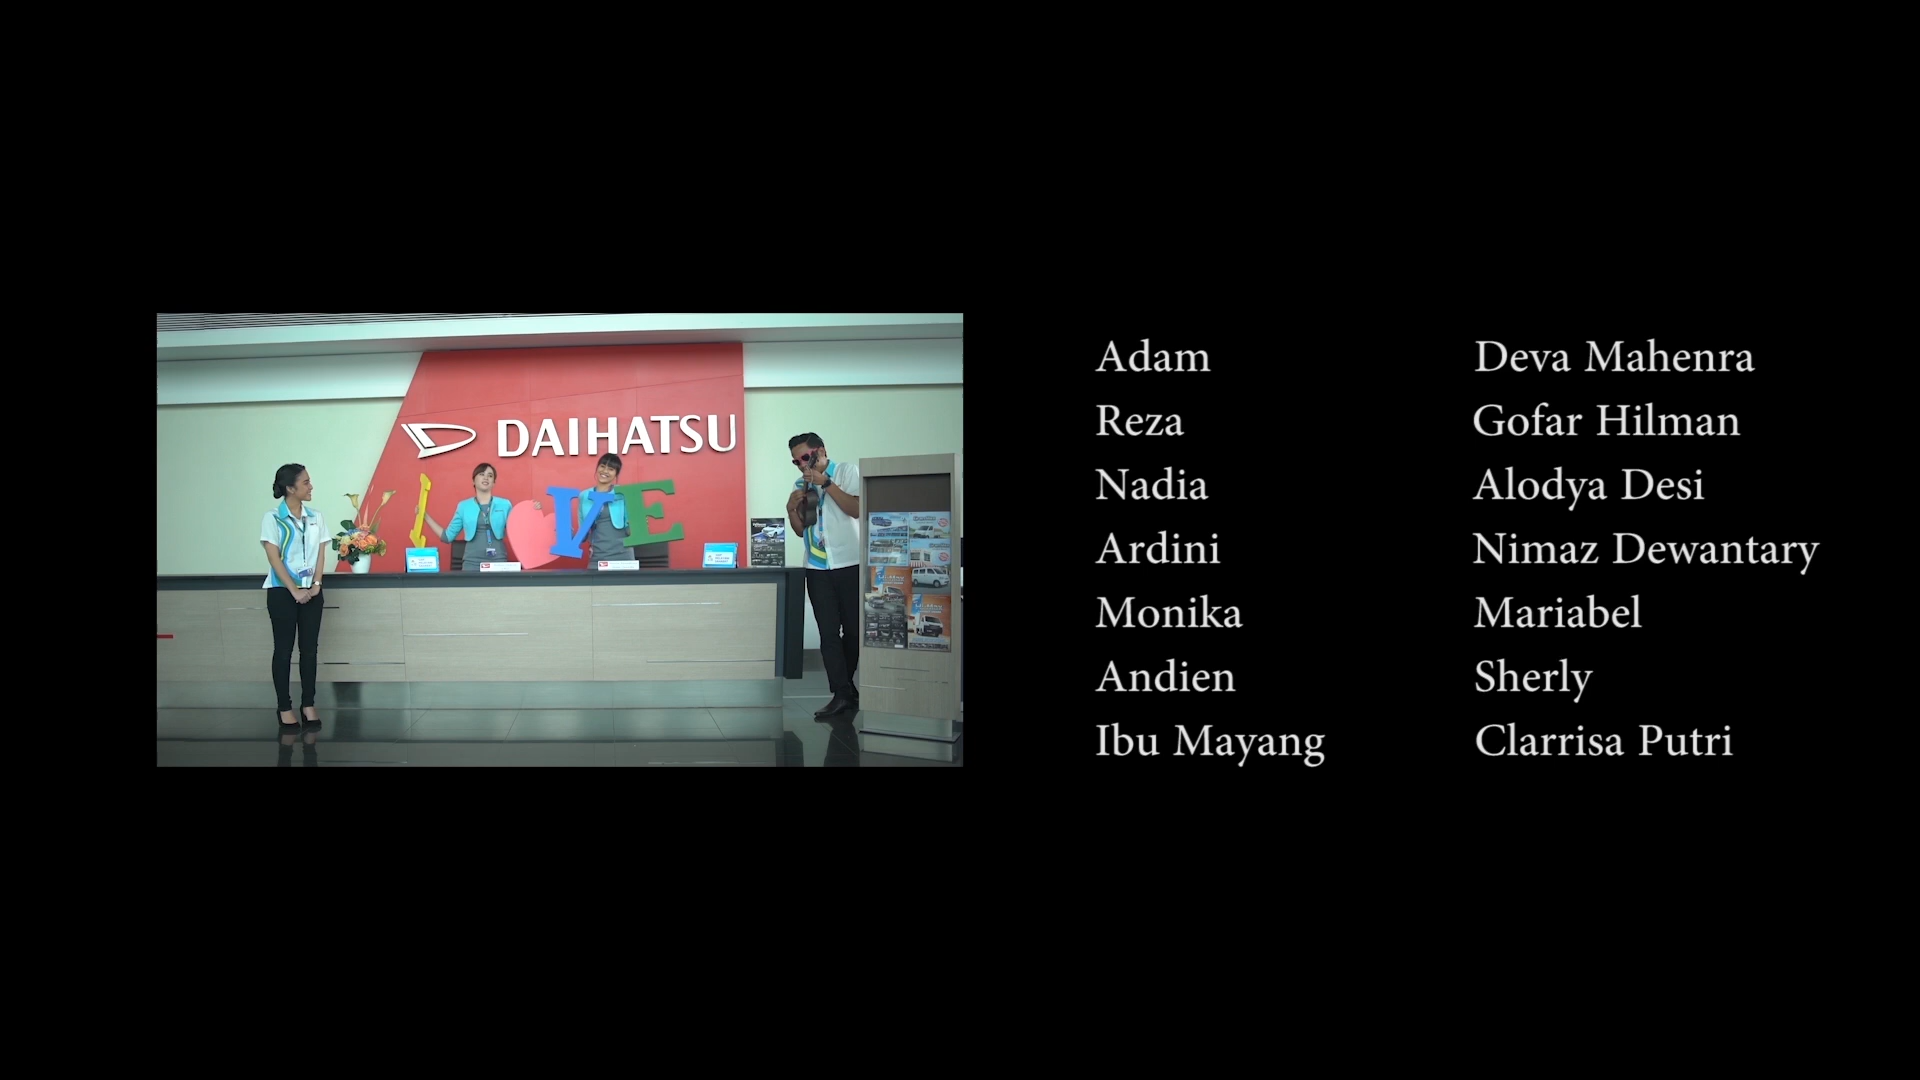 DAIHATSU
L VE
Adam Deva Mahenra
Reza Gofar Hilman
Nadia Alodya Desi
Ardini Nimaz Dewantary
Monika Mariabel
Andien Sherly
Ibu Mayang Clarrisa Putri